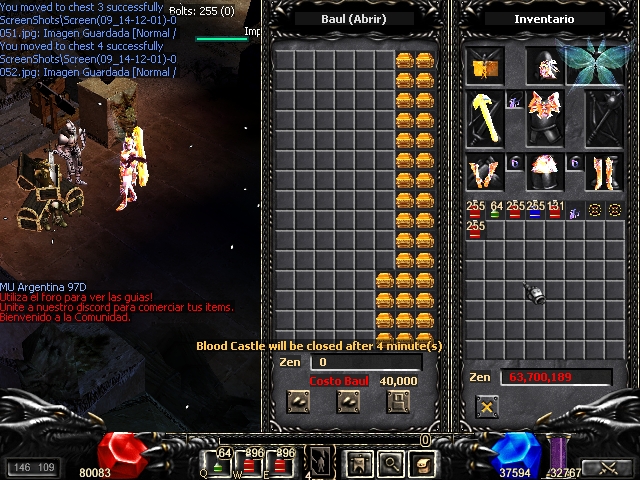 You moved to chest 3 successfully
ScreenShots\Screen(09_14-12-01)-0
051.jpg: Imagen Guardada [Normal /
You moved to chest 4 successfully
ScreenShots\Screen(09_14-12-01)-0
052.jpg: Imagen Guardada [Normal /
Bolts: 255 (0)
Imp
Baul (Abrir)
Inventario
6
6
255 64 255 255 131
255
MU Argentina 97D
Utiliza el foro para ver las guias!
Unite a nuestro discord para comerciar tus items.
Bienvenido a la Comunidad.
Blood Castle will be closed after 4 minute(s)
Zen 0
Costo Baul 40,000
Zen 63,700,189
0
146 109
80083
64 896 896
Q W E
37594
-32767